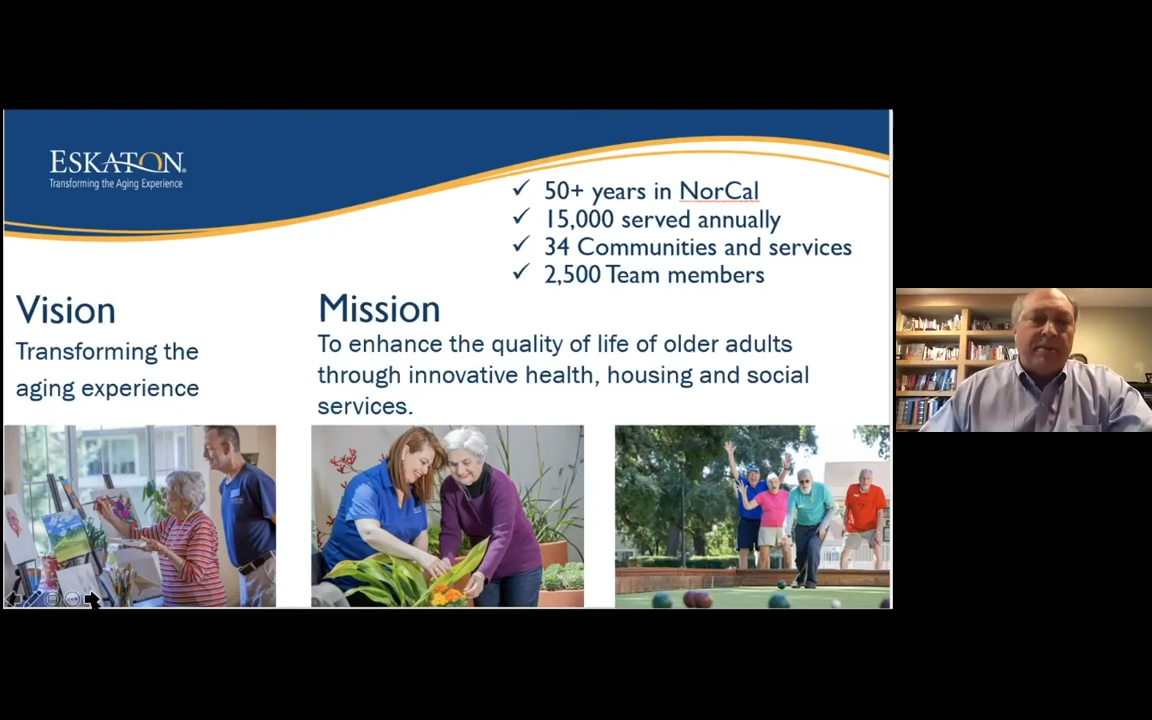 ESKATON®
Transforming the Aging Experience
✓ 50+ years in NorCal
✓ 15,000 served annually
✓ 34 Communities and services
✓ 2,500 Team members
Vision
Transforming the
aging experience
Mission
To enhance the quality of life of older adults
through innovative health, housing and social
services.